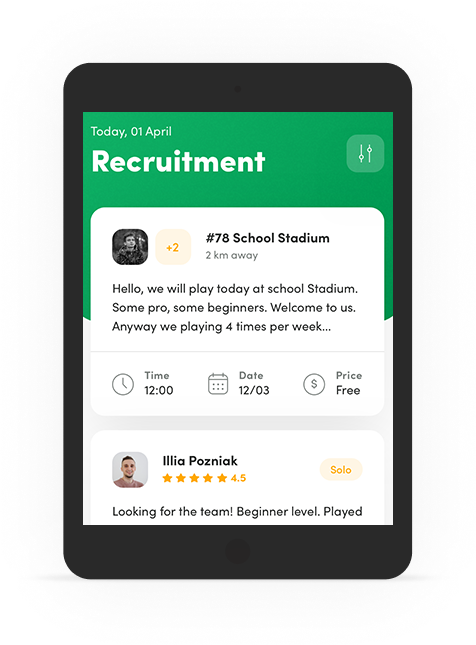 Today, 01 April
Recruitment
+2
#78 School Stadium
2 km away
Hello, we will play today at school Stadium.
Some pro, some beginners. Welcome to us.
Anyway we playing 4 times per week...
Time
12:00
Date
12/03
Price
$
Free
Illia Pozniak
4.5
Solo
Looking for the team! Beginner level. Played